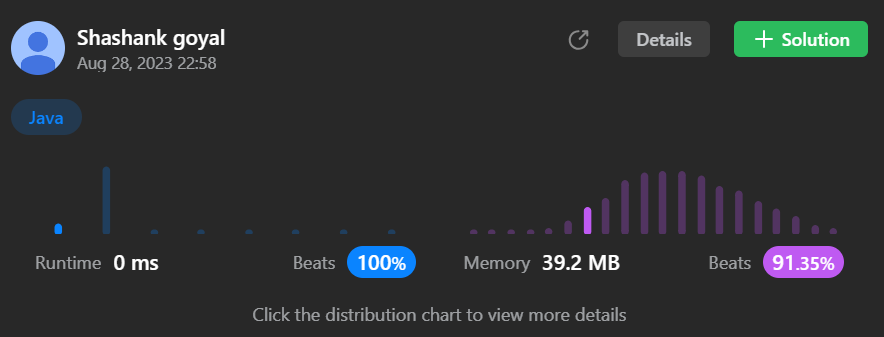 Shashank goyal
Aug 28, 2023 22:58
Details
Solution
Java
Runtime 0 ms Beats 100% Memory 39.2 MB Beats 91.35%
Click the distribution chart to view more details